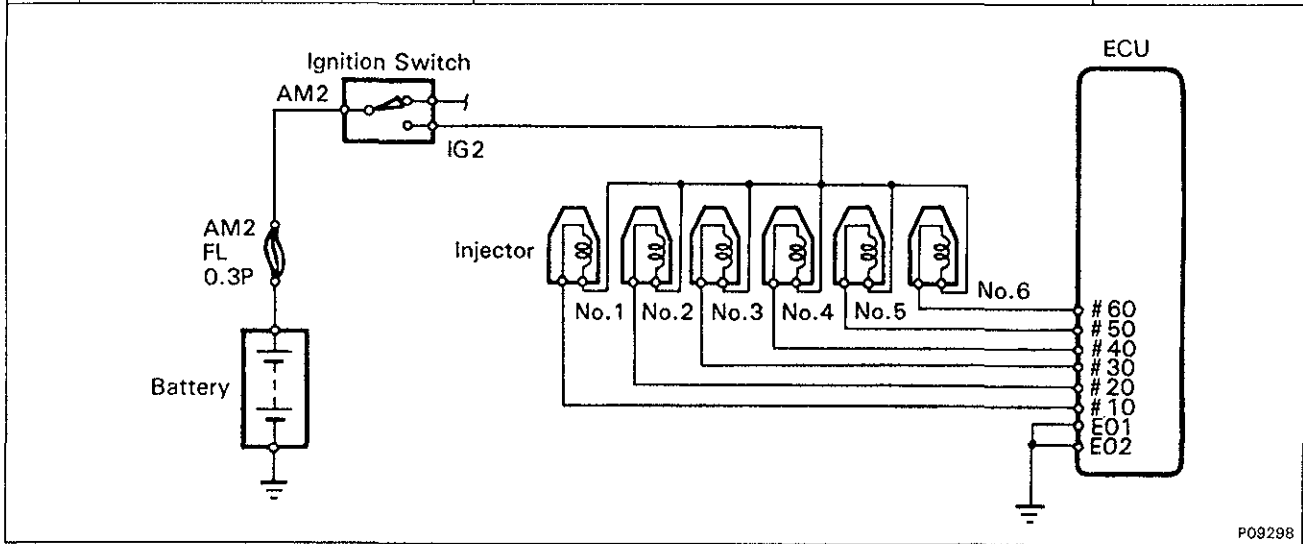 ECU
Ignition Switch
AM2
IG2
AM2
FL
0.3P
Injector
No.1
No.2
No.3
No.4
No.5
No.6
#60
#50
#40
#30
#20
#10
E01
E02
Battery
P09298